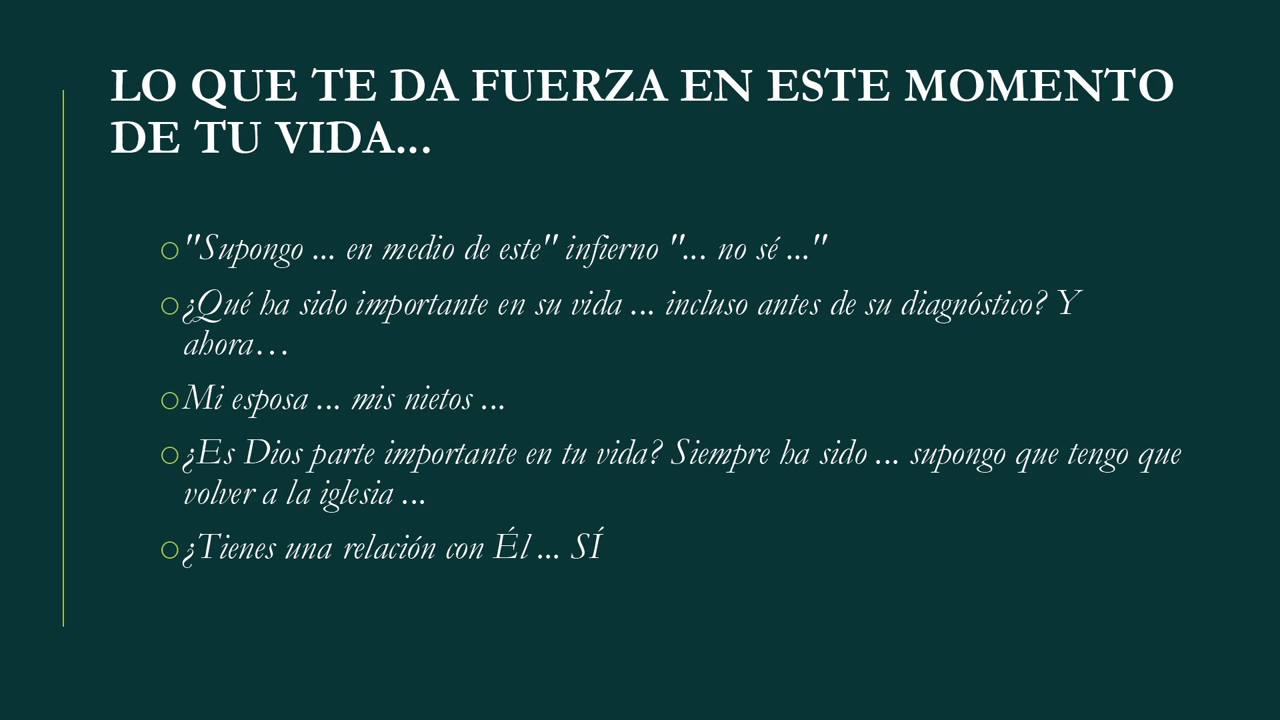 LO QUE TE DA FUERZA EN ESTE MOMENTO
DE TU VIDA...
"Supongo ... en medio de este" infierno "... no sé ..."
¿Qué ha sido importante en su vida ... incluso antes de su diagnóstico? Y
ahora…
Mi esposa ... mis nietos ...
¿Es Dios parte importante en tu vida? Siempre ha sido ... supongo que tengo que
volver a la iglesia ...
¿Tienes una relación con Él ... SÍ